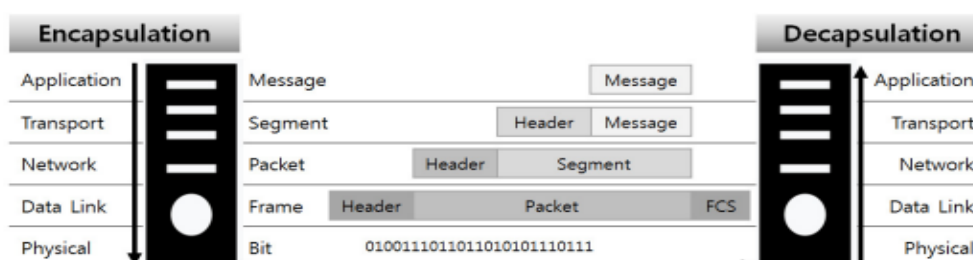 Encapsulation Decapsulation
Application Message Message Application
Transport Segment Header Message Transport
Network Packet Header Segment Network
Data Link Frame Header Packet FCS Data Link
Physical Bit 0100111011011010101110111 Physical